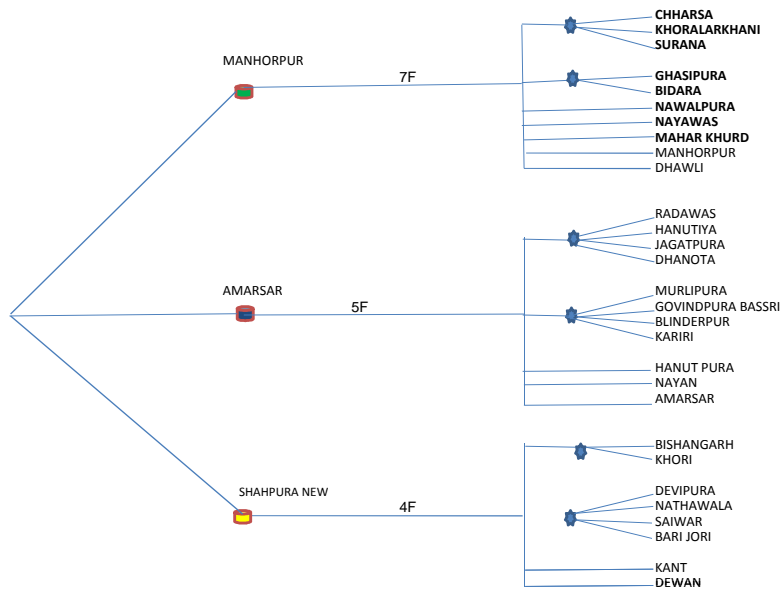 MANHORPUR
7F
CHHARSA
KHORALARKHANI
SURANA
GHASIPURA
BIDARA
NAWALPURA
NAYAWAS
MAHAR KHURD
MANHORPUR
DHAWLI
AMARSAR
5F
RADAWAS
HANUTIYA
JAGATPURA
DHANOTA
MURLIPURA
GOVINDPURA BASSRI
BLINDERPUR
KARIRI
HANUT PURA
NAYAN
AMARSAR
SHAHPURA NEW
4F
BISHANGARH
KHORI
DEVIPURA
NATHAWALA
SAIWAR
BARI JORI
KANT
DEWAN